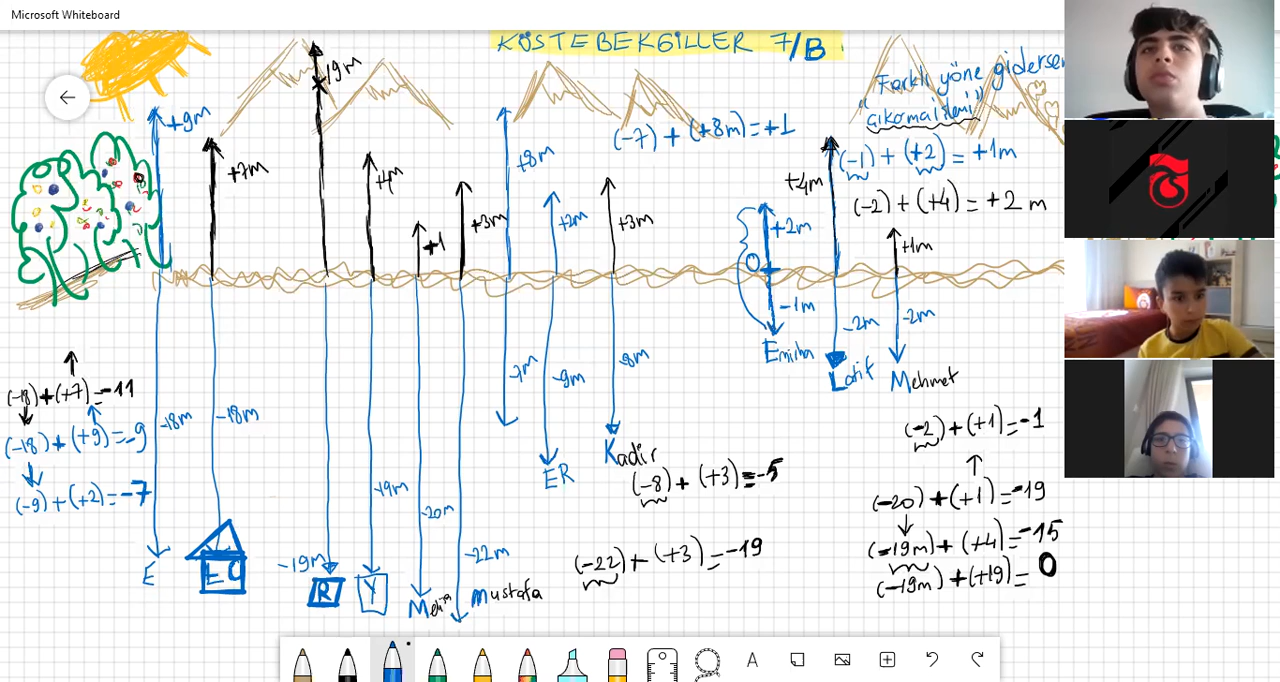 Microsoft Whiteboard
KÖSTEBEKGİLLER 7/B
Farklı yöne giderse
"çıkarma işlemi"
19m
+9m
+7m
+4m
+1
+3m
+8m
(-7) + (+8m) = +1
+2m
+3m
+2m
0
-1m
Emirha
+4m
(-1) + (+2) = +1m
(-2) + (+4) = +2 m
+1m
-2m
Latif
-2m
Mehmet
(-18)+(+7)=-11
(-18) + (+9) = -9
(-9) + (+2) = -7
-18m
-18m
E
-19m
R
-19m
Y
-20m
-22m
Mustafa
-7m
-9m
ER
-8m
Kadir
(-8) + (+3) = -5
(-22) + (+3) = -19
(-2) + (+1) = -1
(-20) + (+1) = -19
(-19m) + (+4) = -15
(-19m) + (+19) = 0
A